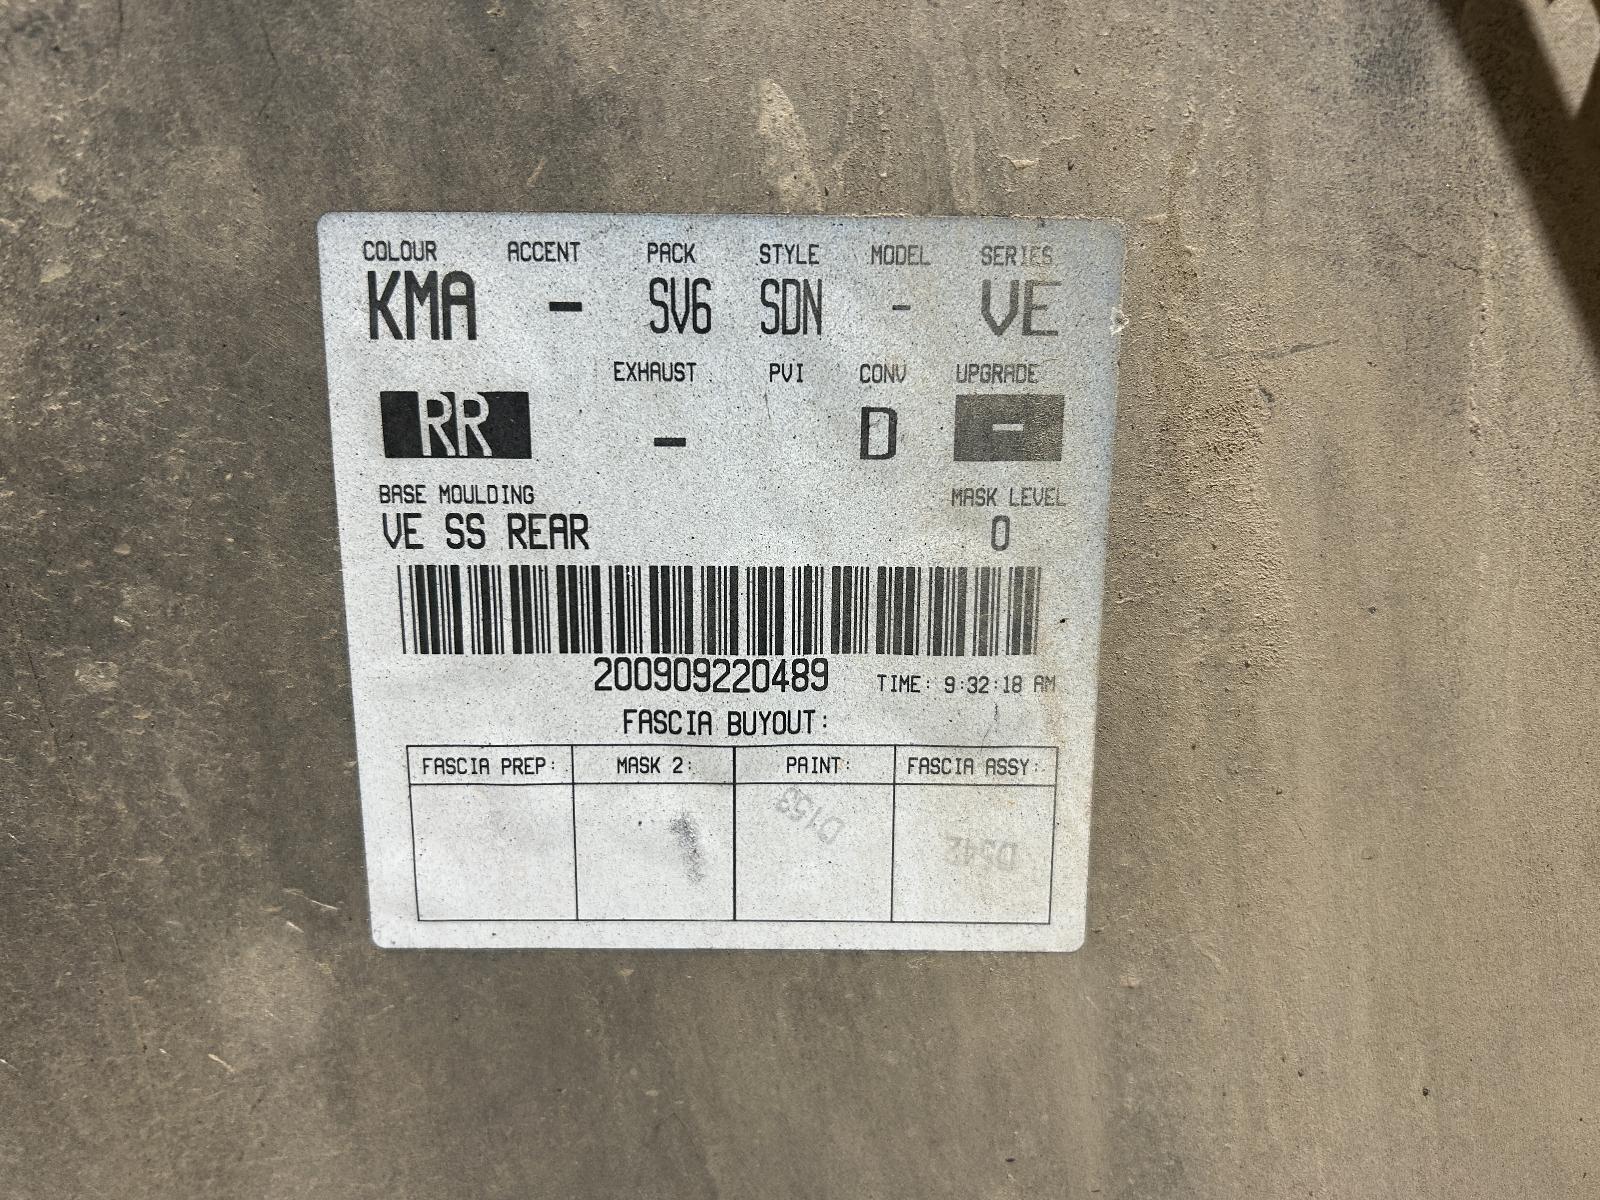 COLOUR ACCENT PACK STYLE MODEL SERIES
KMA - SV6 SDN - VE
EXHAUST PVI CONV UPGRADE
RR - D -
BASE MOULDING MASK LEVEL
VE SS REAR 0
200909220489 TIME: 9:32:18 AM
FASCIA BUYOUT:
FASCIA PREP: MASK 2: PAINT: FASCIA ASSY:
D153 D542